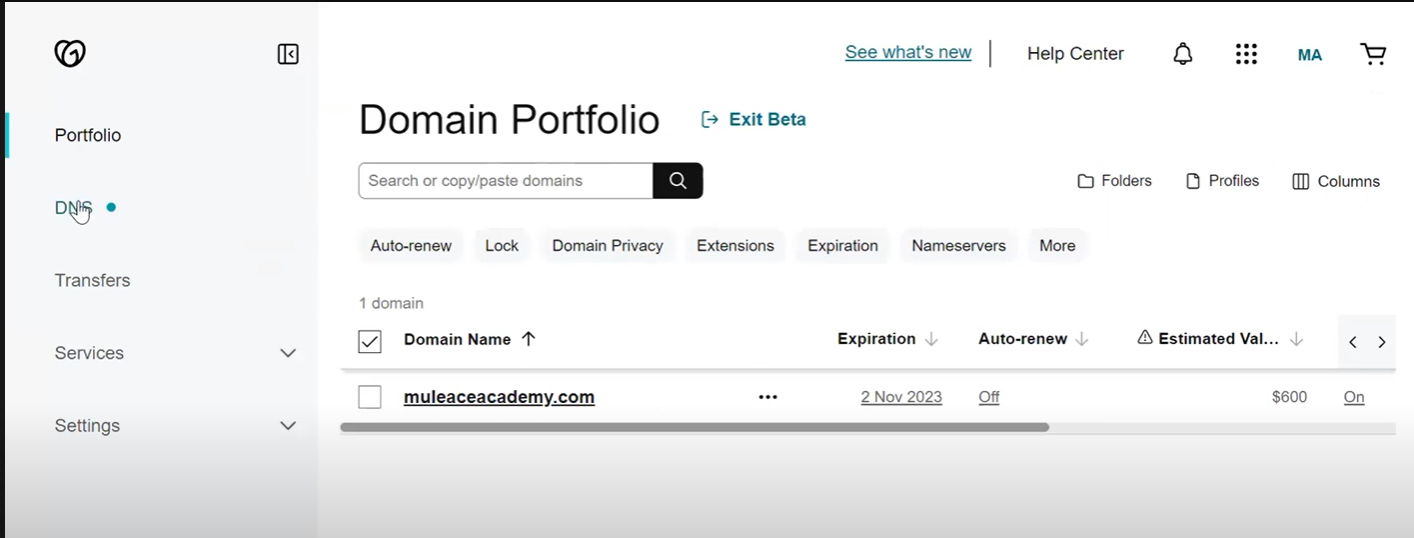 See what's new
Help Center
MA
Portfolio
DNS
Transfers
Services
Settings
Domain Portfolio
Exit Beta
Search or copy/paste domains
Folders
Profiles
Columns
Auto-renew
Lock
Domain Privacy
Extensions
Expiration
Nameservers
More
1 domain
Domain Name Expiration Auto-renew Estimated Val...
muleaceacademy.com 2 Nov 2023 Off $600 On